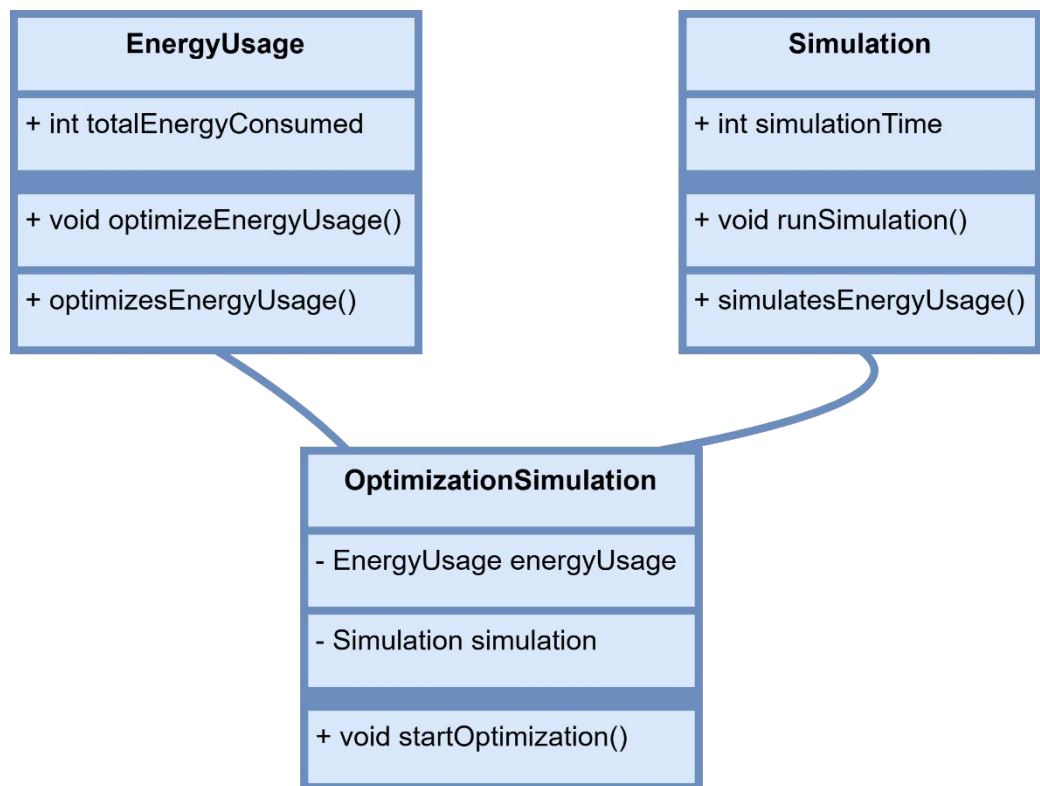 EnergyUsage
+ int totalEnergyConsumed
+ void optimizeEnergyUsage()
+ optimizesEnergyUsage()
Simulation
+ int simulationTime
+ void runSimulation()
+ simulatesEnergyUsage()
OptimizationSimulation
- EnergyUsage energyUsage
- Simulation simulation
+ void startOptimization()